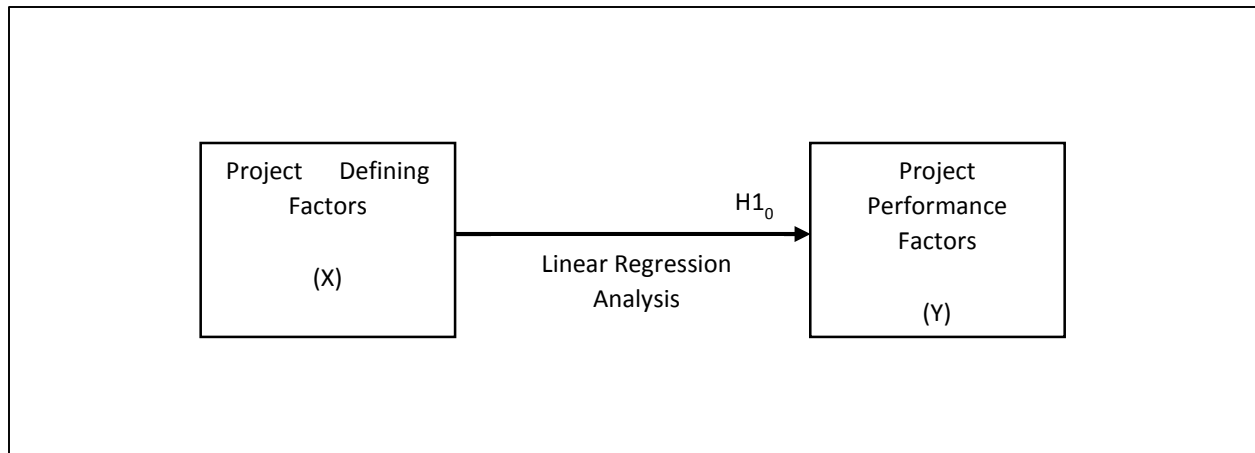 Project Defining
Factors
(X)
H1₀
Linear Regression
Analysis
Project
Performance
Factors
(Y)